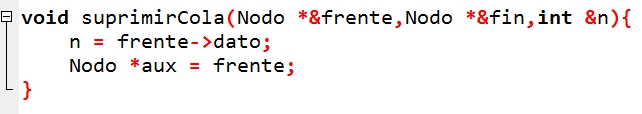 void suprimirCola(Nodo *&frente,Nodo *&fin,int &n){
n = frente->dato;
Nodo *aux = frente;
}